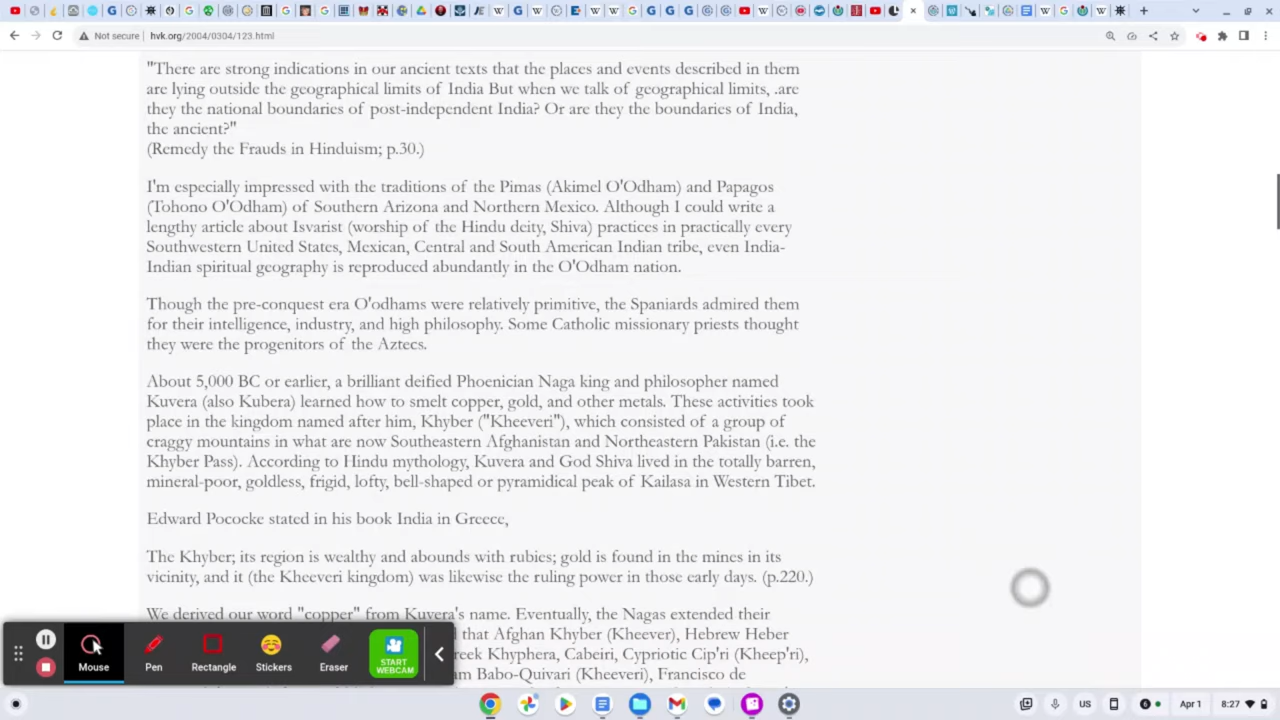 Not secure | hvk.org/2004/0304/123.html
"There are strong indications in our ancient texts that the places and events described in them
are lying outside the geographical limits of India But when we talk of geographical limits, .are
they the national boundaries of post-independent India? Or are they the boundaries of India,
the ancient?"
(Remedy the Frauds in Hinduism; p.30.)
I'm especially impressed with the traditions of the Pimas (Akimel O'Odham) and Papagos
(Tohono O'Odham) of Southern Arizona and Northern Mexico. Although I could write a
lengthy article about Isvarist (worship of the Hindu deity, Shiva) practices in practically every
Southwestern United States, Mexican, Central and South American Indian tribe, even India-
Indian spiritual geography is reproduced abundantly in the O'Odham nation.
Though the pre-conquest era O'odhams were relatively primitive, the Spaniards admired them
for their intelligence, industry, and high philosophy. Some Catholic missionary priests thought
they were the progenitors of the Aztecs.
About 5,000 BC or earlier, a brilliant deified Phoenician Naga king and philosopher named
Kuvera (also Kubera) learned how to smelt copper, gold, and other metals. These activities took
place in the kingdom named after him, Khyber ("Kheeveri"), which consisted of a group of
craggy mountains in what are now Southeastern Afghanistan and Northeastern Pakistan (i.e. the
Khyber Pass). According to Hindu mythology, Kuvera and God Shiva lived in the totally barren,
mineral-poor, goldless, frigid, lofty, bell-shaped or pyramidical peak of Kailasa in Western Tibet.
Edward Pococke stated in his book India in Greece,
The Khyber; its region is wealthy and abounds with rubies; gold is found in the mines in its
vicinity, and it (the Kheeveri kingdom) was likewise the ruling power in those early days. (p.220.)
We derived our word "copper" from Kuvera's name. Eventually, the Nagas extended their
that Afghan Khyber (Kheever), Hebrew Heber
Khyphera, Cabeiri, Cypriotic Cip'ri (Kheep'ri),
Babo-Quivari (Kheeveri), Francisco de
Mouse
Pen
Rectangle
Stickers
Eraser
START
WEBCAM
US
6
Apr 1
8:27